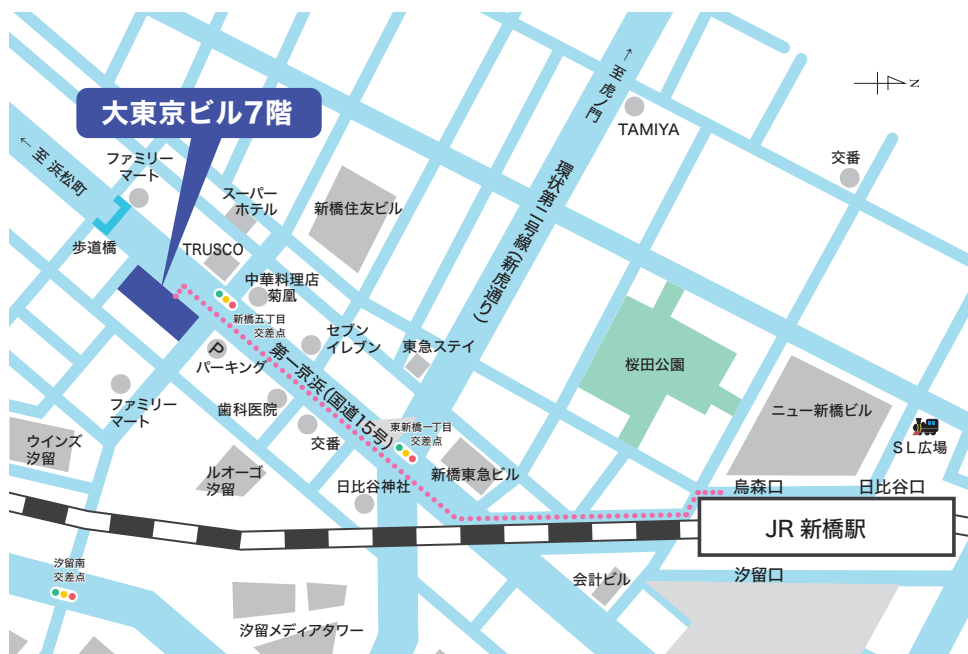 大東京ビル7階
← 至 虎ノ門
N
TAMIYA
交番
← 至 浜松町
ファミリー
マート
スーパー
ホテル
新橋住友ビル
環状第二号線(新虎通り)
歩道橋
TRUSCO
中華料理店
菊凰
新橋五丁目
交差点
セブン
イレブン
東急ステイ
桜田公園
P
パーキング
第一京浜(国道15号)
ファミリー
マート
歯科医院
交番
東新橋一丁目
交差点
ニュー新橋ビル
SL広場
ウインズ
汐留
ルオーゴ
汐留
日比谷神社
新橋東急ビル
烏森口
日比谷口
JR 新橋駅
汐留南
交差点
会計ビル
汐留口
汐留メディアタワー